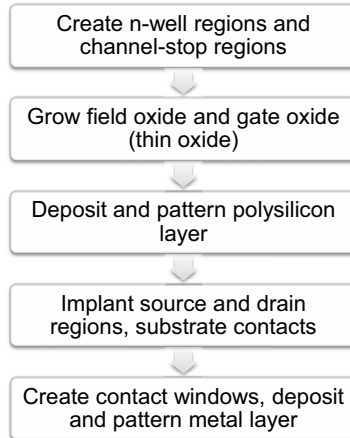 Create n-well regions and
channel-stop regions
Grow field oxide and gate oxide
(thin oxide)
Deposit and pattern polysilicon
layer
Implant source and drain
regions, substrate contacts
Create contact windows, deposit
and pattern metal layer